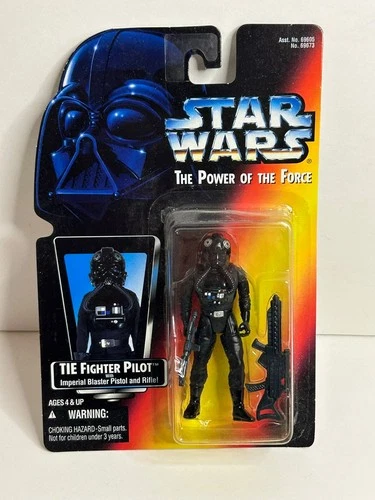 Asst. No. 69605
No. 69673
STAR
WARS
THE POWER OF THE FORCE
TIE FIGHTER PILOT™
WITH
Imperial Blaster Pistol and Rifle!
AGES 4 & UP
WARNING:
CHOKING HAZARD-Small parts.
Not for children under 3 years.